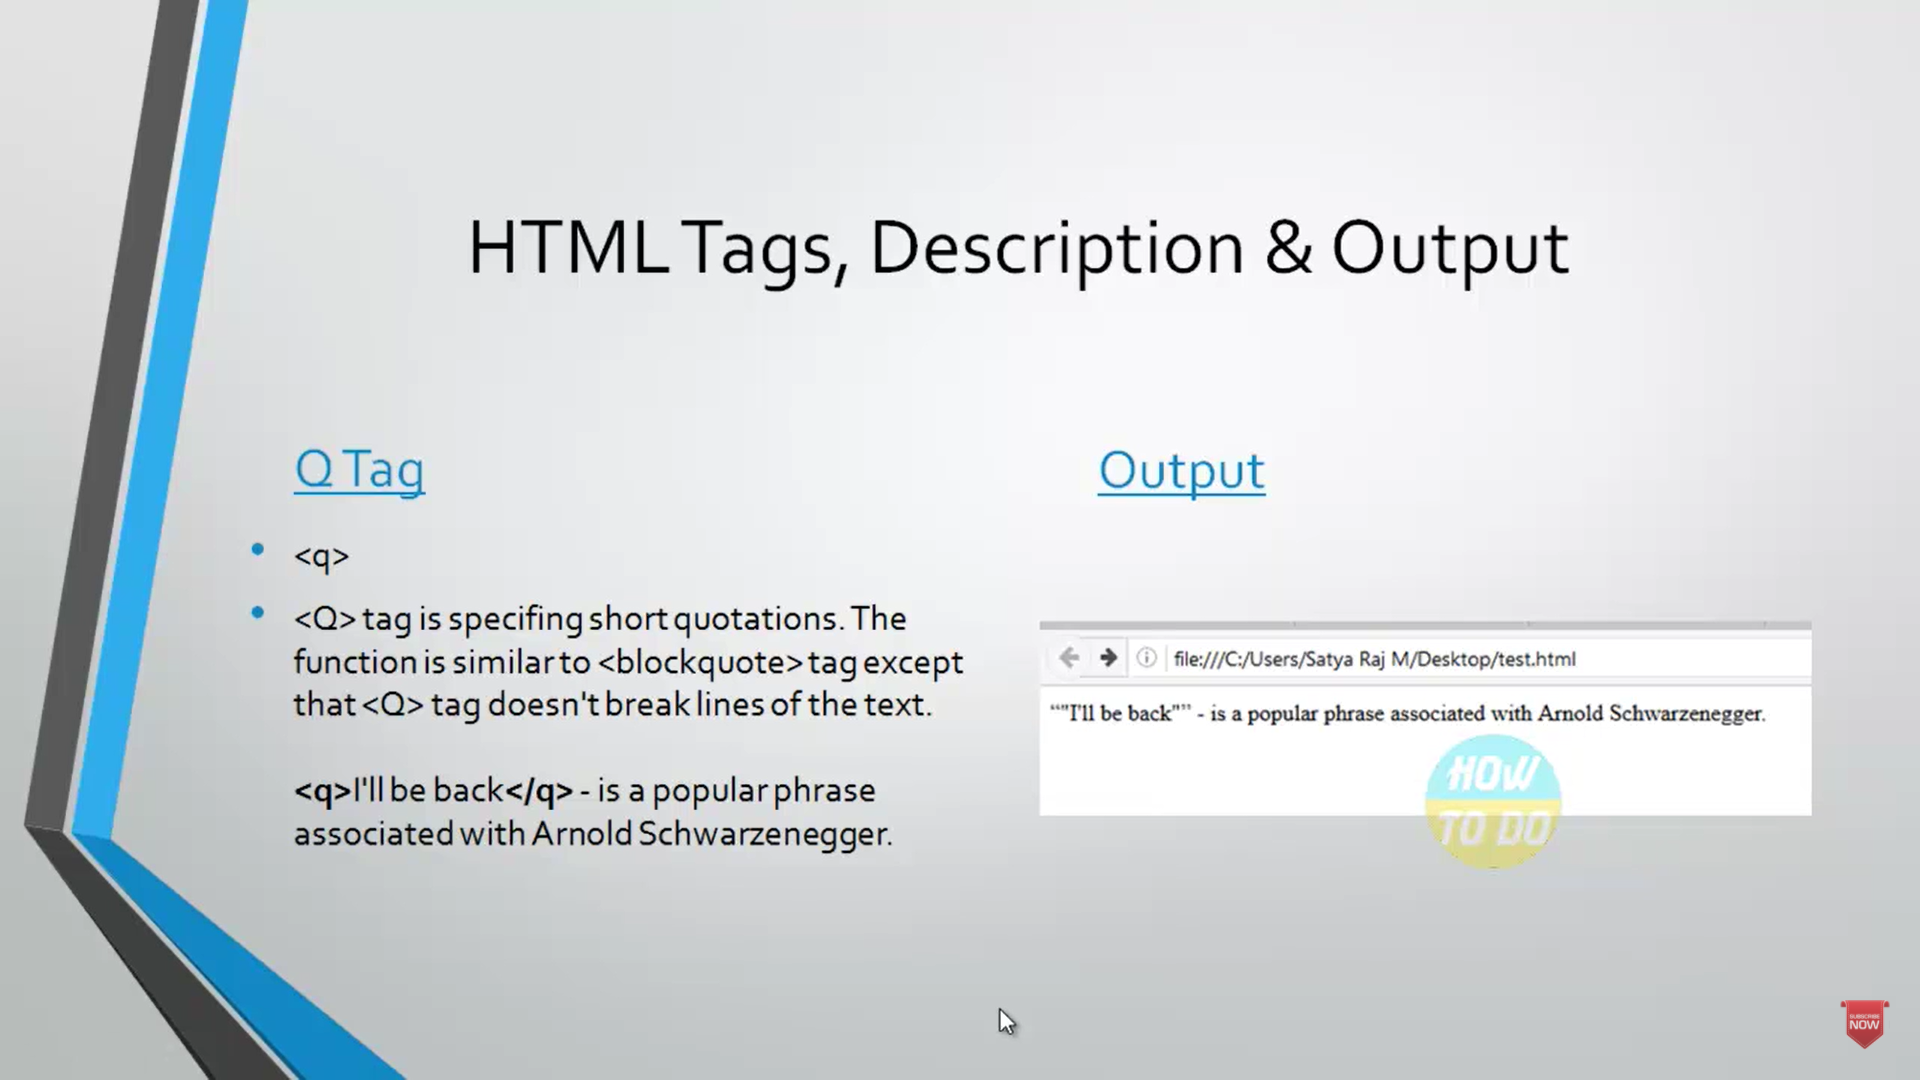 HTML Tags, Description & Output
Q Tag
<q>
<Q> tag is specifing short quotations. The
function is similar to <blockquote> tag except
that <Q> tag doesn't break lines of the text.
<q>I'll be back</q> - is a popular phrase
associated with Arnold Schwarzenegger.
Output
file:///C:/Users/Satya Raj M/Desktop/test.html
“"I'll be back"” - is a popular phrase associated with Arnold Schwarzenegger.
HOW
TO DO
SUBSCRIBE
NOW